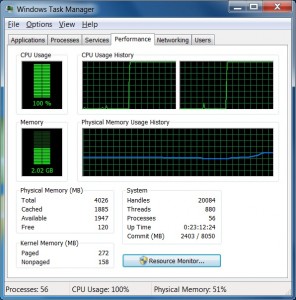 Windows Task Manager
File Options View Help
Applications Processes Services Performance Networking Users
CPU Usage CPU Usage History
100 %
Memory Physical Memory Usage History
2.02 GB
Physical Memory (MB)
Total 4026
Cached 1885
Available 1947
Free 120
Kernel Memory (MB)
Paged 272
Nonpaged 158
System
Handles 20084
Threads 880
Processes 56
Up Time 0:23:12:24
Commit (MB) 2403 / 8050
Resource Monitor...
Processes: 56 CPU Usage: 100% Physical Memory: 51%